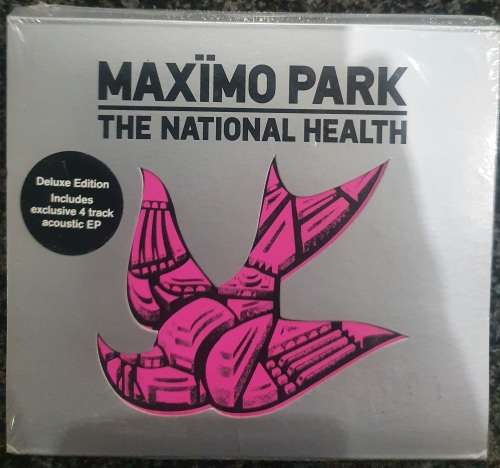 MAXÏMO PARK
THE NATIONAL HEALTH
Deluxe Edition
Includes
exclusive 4 track
acoustic EP